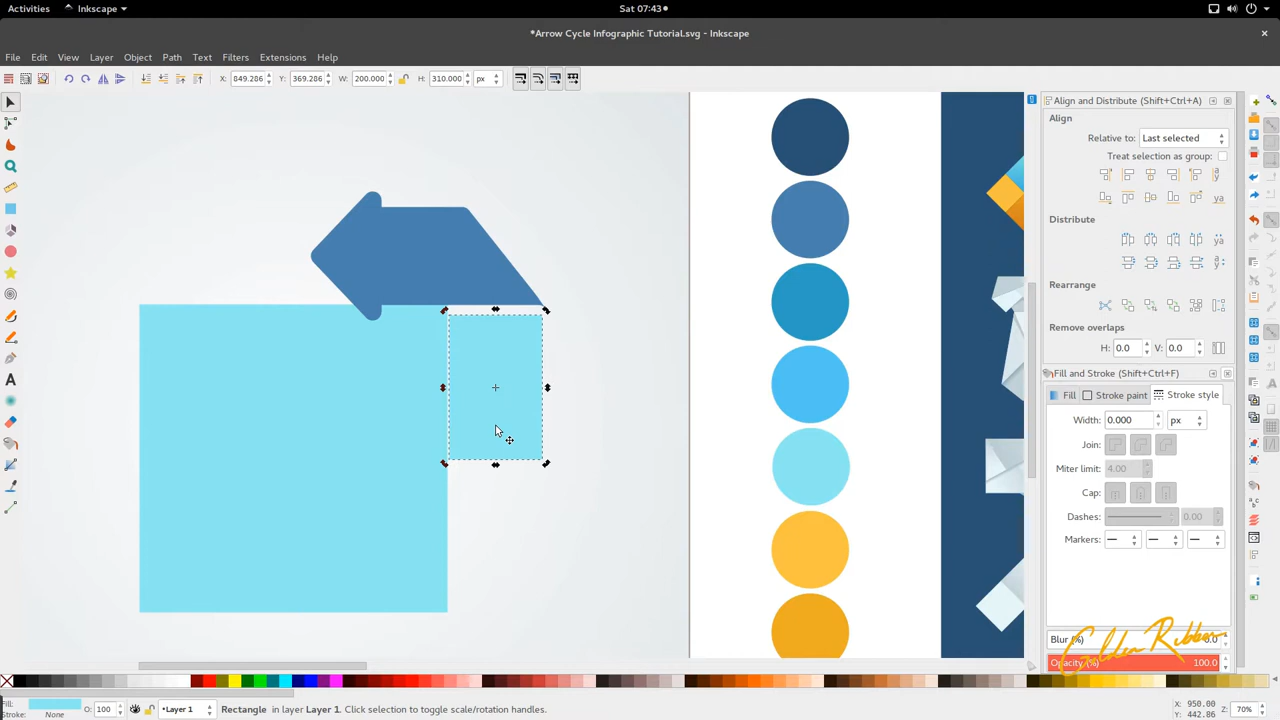 Activities Inkscape Sat 07:43
*Arrow Cycle Infographic Tutorial.svg - Inkscape
File Edit View Layer Object Path Text Filters Extensions Help
X: 849.286 Y: 369.286 W: 200.000 H: 310.000 px
Align and Distribute (Shift+Ctrl+A)
Align
Relative to: Last selected
Treat selection as group:
Distribute
Rearrange
Remove overlaps
H: 0.0 V: 0.0
Fill and Stroke (Shift+Ctrl+F)
Fill Stroke paint Stroke style
Width: 0.000 px
Join:
Miter limit: 4.00
Cap:
Dashes: 0.00
Markers:
Golden Ribbon
Blur (%) 0.0
Opacity (%) 100.0
Fill:
Stroke: None
O: 100 •Layer 1 Rectangle in layer Layer 1. Click selection to toggle scale/rotation handles.
X: 950.00
Y: 442.86
Z: 70%